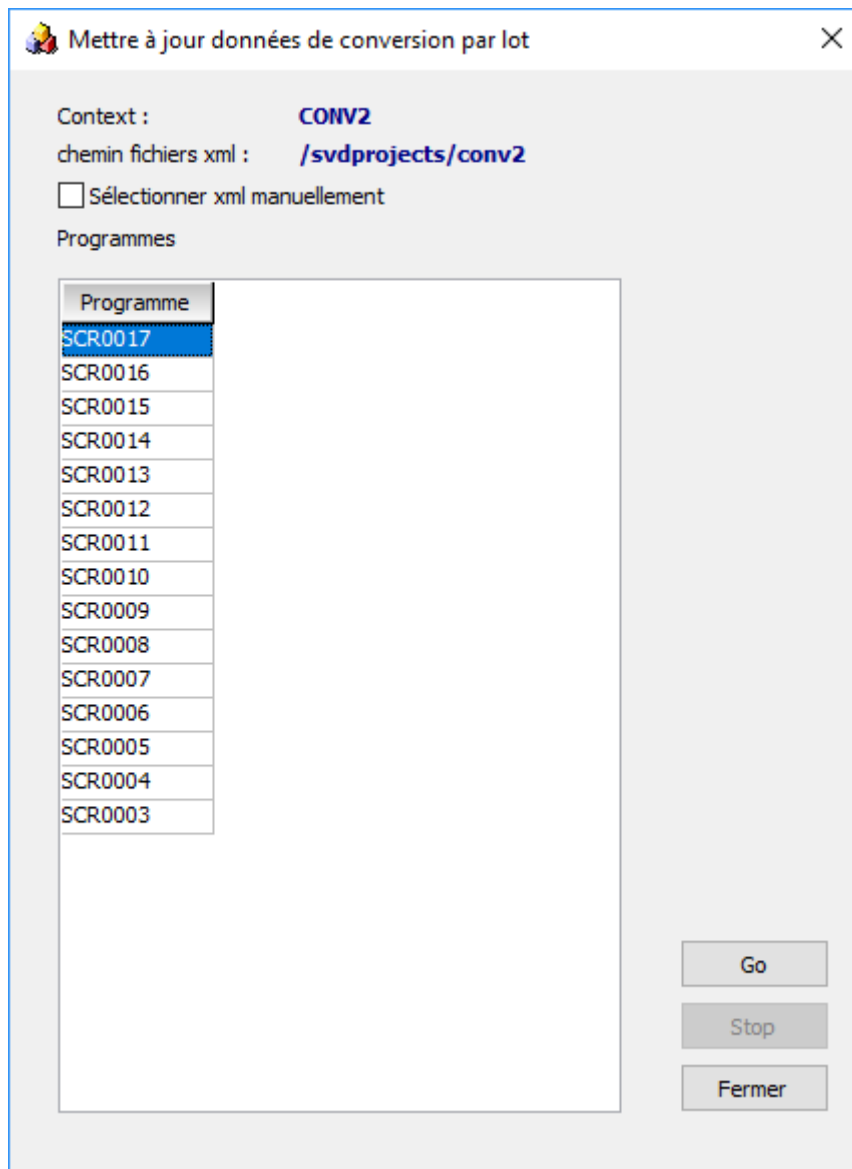 Mettre à jour données de conversion par lot
Context : CONV2
chemin fichiers xml : /svdprojects/conv2
Sélectionner xml manuellement
Programmes
Programme
SCR0017
SCR0016
SCR0015
SCR0014
SCR0013
SCR0012
SCR0011
SCR0010
SCR0009
SCR0008
SCR0007
SCR0006
SCR0005
SCR0004
SCR0003
Go
Stop
Fermer